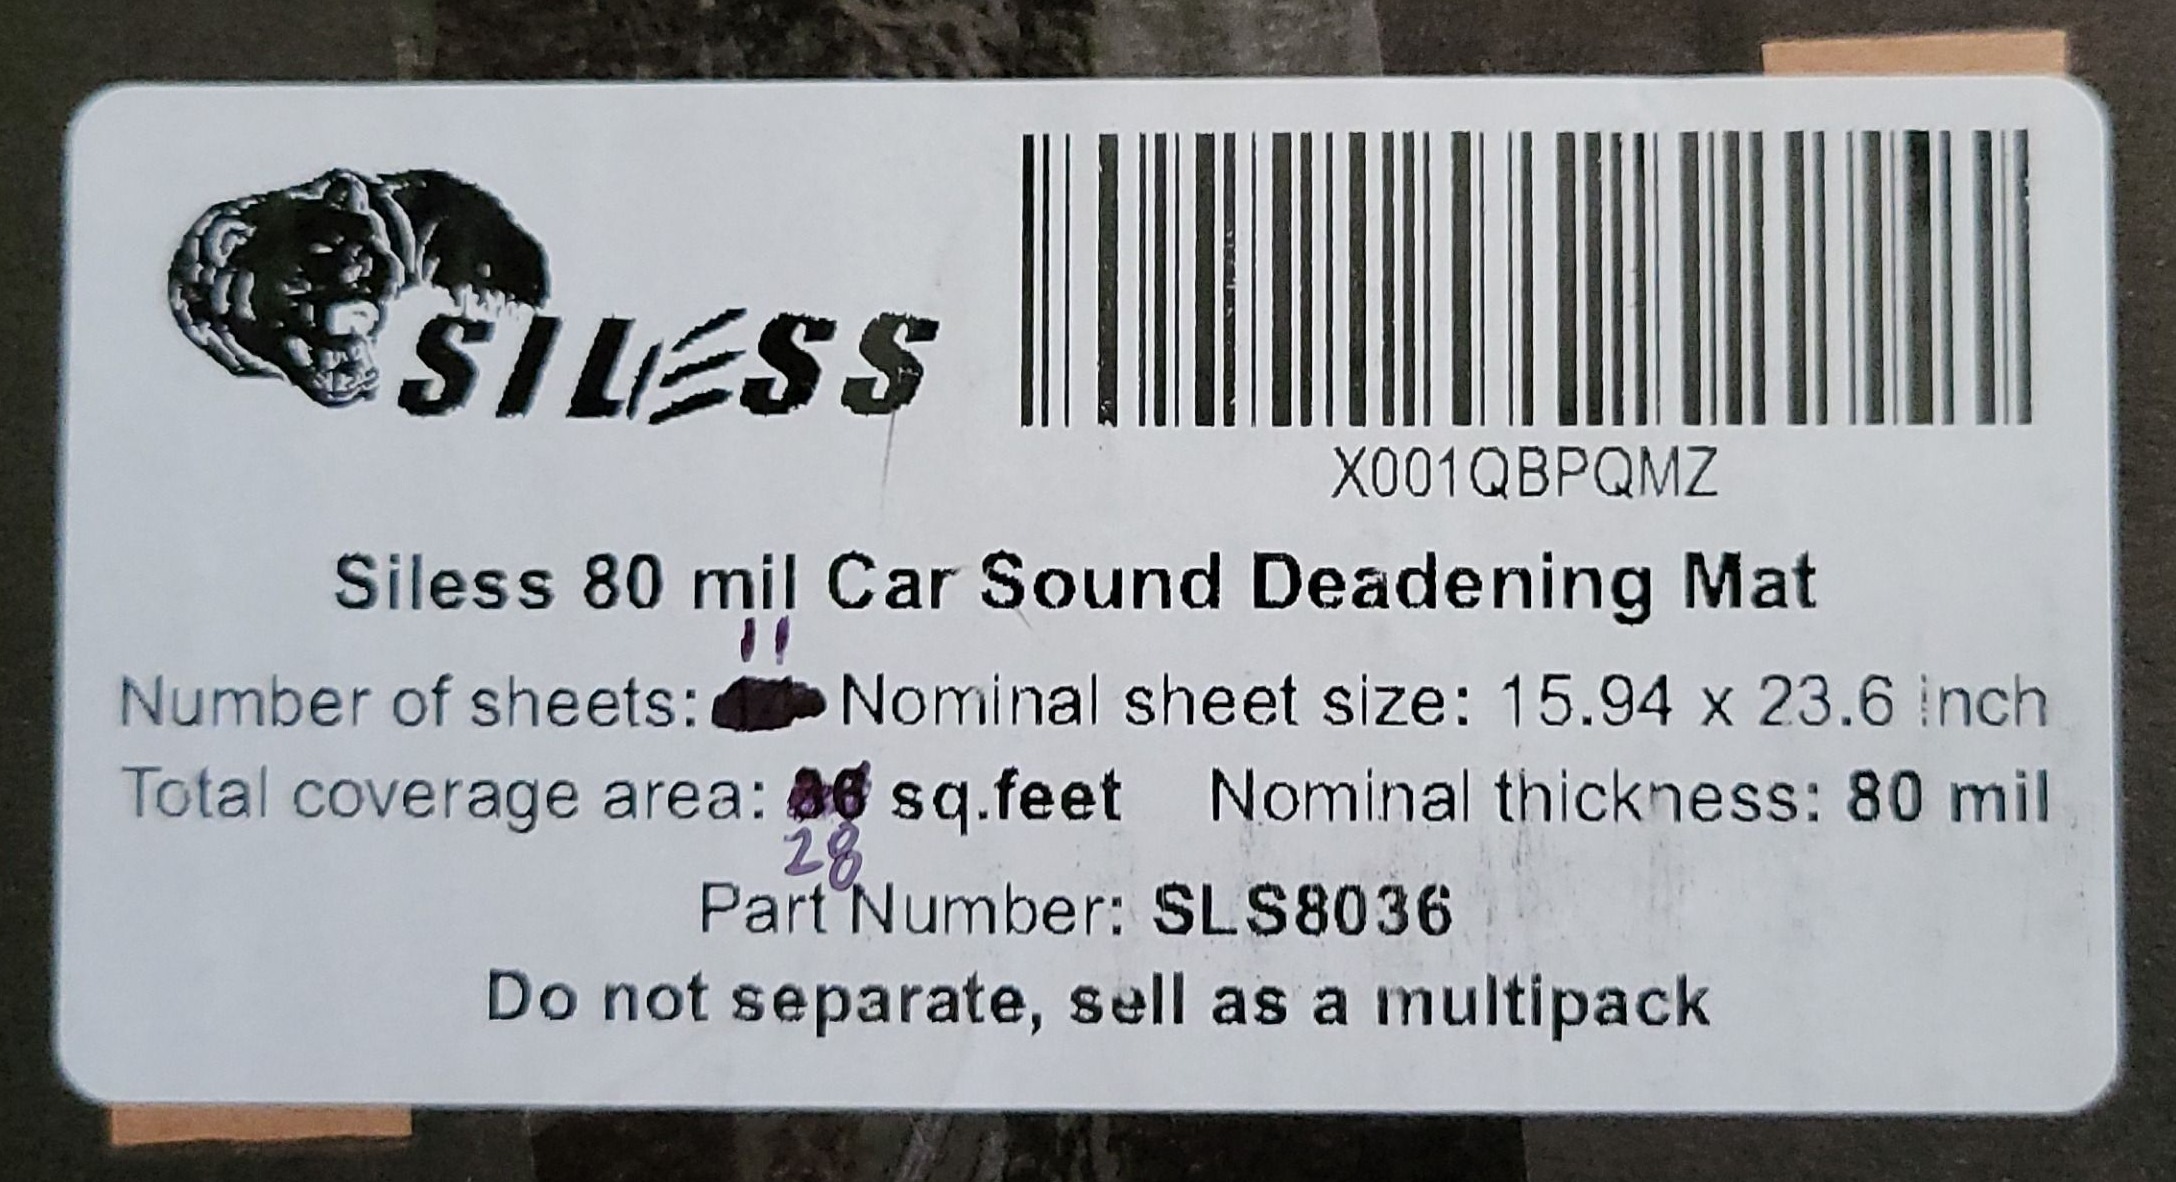 SILESS
X001QBPQMZ
Siless 80 mil Car Sound Deadening Mat
11
Number of sheets: Nominal sheet size: 15.94 x 23.6 inch
Total coverage area: sq.feet Nominal thickness: 80 mil
28
Part Number: SLS8036
Do not separate, sell as a multipack